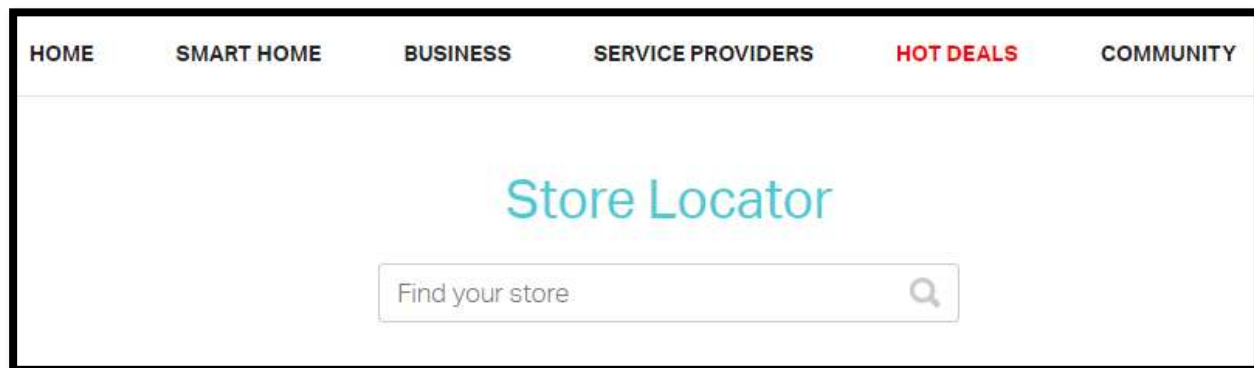 HOME SMART HOME BUSINESS SERVICE PROVIDERS HOT DEALS COMMUNITY
Store Locator
Find your store